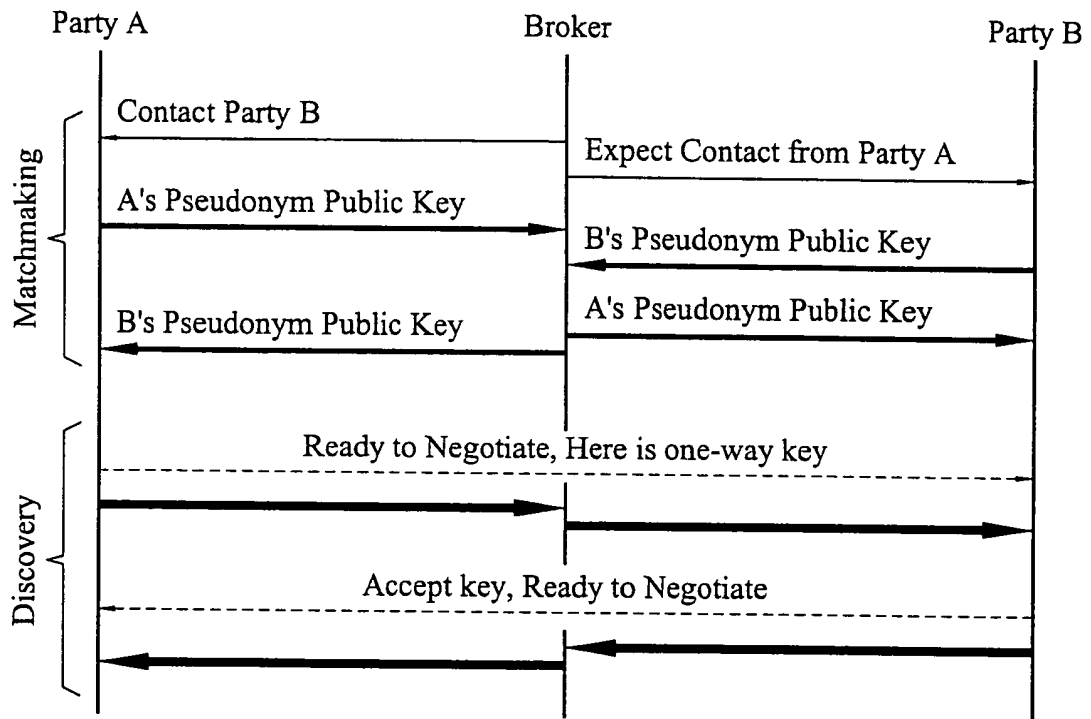 Party A
Broker
Party B
Contact Party B
Expect Contact from Party A
A's Pseudonym Public Key
B's Pseudonym Public Key
A's Pseudonym Public Key
B's Pseudonym Public Key
Matchmaking
Ready to Negotiate, Here is one-way key
Accept key, Ready to Negotiate
Discovery